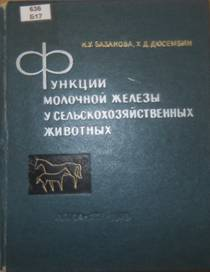 636
Б17
Н. У. БАЗАНОВА, Х. Д. ДЮСЕМБИН
ФУНКЦИИ
МОЛОЧНОЙ ЖЕЛЕЗЫ
У СЕЛЬСКОХОЗЯЙСТВЕННЫХ
ЖИВОТНЫХ